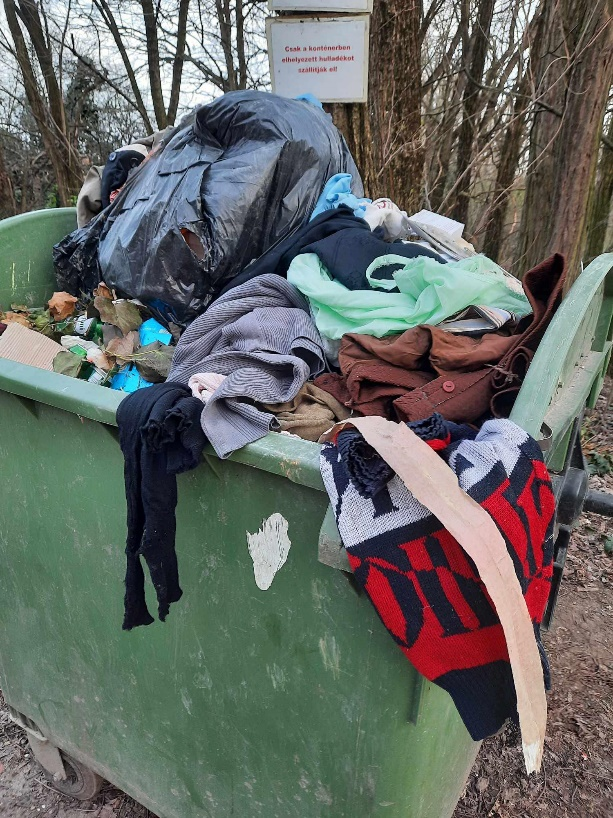 Csak a konténerben
elhelyezett hulladékot
szállítják el!